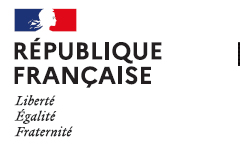 RÉPUBLIQUE
FRANÇAISE
Liberté
Égalité
Fraternité